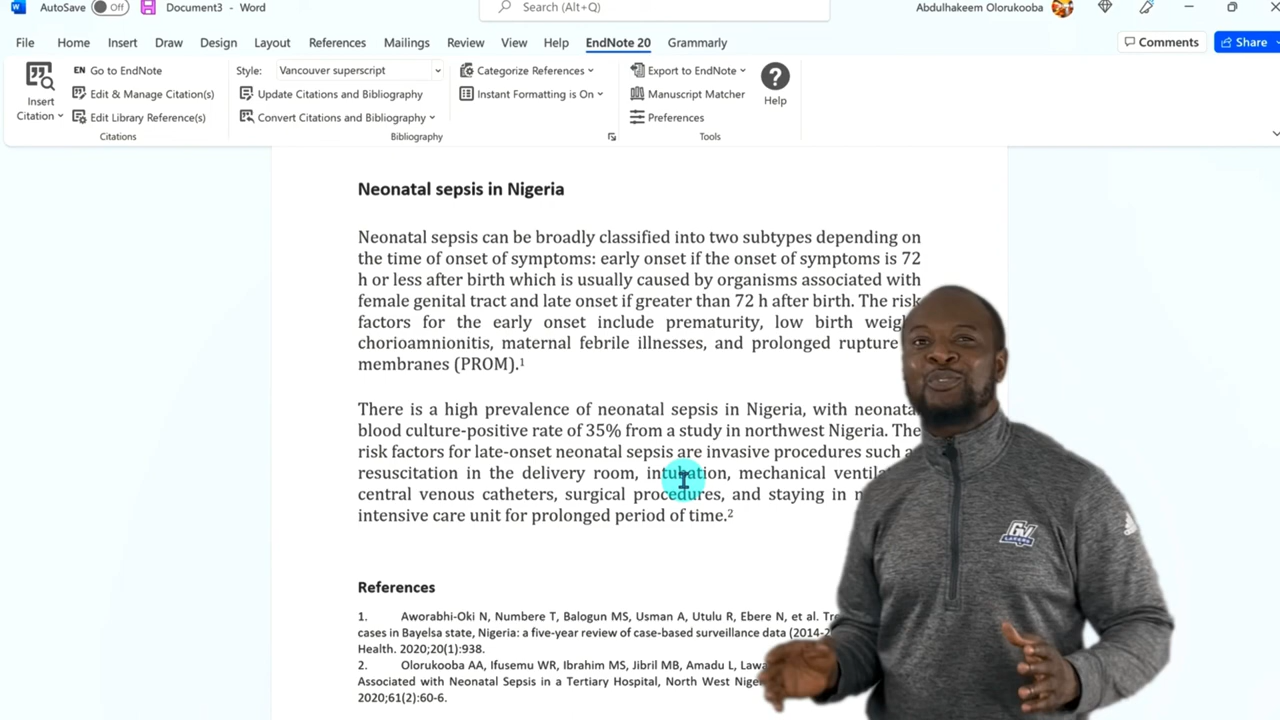 AutoSave Off Document3 - Word Search (Alt+Q) Abdulhakeem Olorukooba
File Home Insert Draw Design Layout References Mailings Review View Help EndNote 20 Grammarly Comments Share
Insert Citation
EN Go to EndNote
Edit & Manage Citation(s)
Edit Library Reference(s)
Citations
Style: Vancouver superscript
Update Citations and Bibliography
Convert Citations and Bibliography
Categorize References
Instant Formatting is On
Bibliography
Export to EndNote
Manuscript Matcher
Preferences
Help
Tools
Neonatal sepsis in Nigeria
Neonatal sepsis can be broadly classified into two subtypes depending on
the time of onset of symptoms: early onset if the onset of symptoms is 72
h or less after birth which is usually caused by organisms associated with
female genital tract and late onset if greater than 72 h after birth. The risk
factors for the early onset include prematurity, low birth
chorioamnionitis, maternal febrile illnesses, and prolonged rupture
membranes (PROM).¹
There is a high prevalence of neonatal sepsis in Nigeria, with
blood culture-positive rate of 35% from a study in northwest Nigeria. The
risk factors for late-onset neonatal sepsis are invasive procedures such
resuscitation in the delivery room, intubation, mechanical
central venous catheters, surgical procedures, and staying in
intensive care unit for prolonged period of time.²
References
1. Aworabhi-Oki N, Numbere T, Balogun MS, Usman A, Utulu R, Ebere N, et al.
cases in Bayelsa state, Nigeria: a five-year review of case-based surveillance data
Health. 2020;20(1):938.
2. Olorukooba AA, Ifusemu WR, Ibrahim MS, Jibril MB, Amadu L,
Associated with Neonatal Sepsis in a Tertiary Hospital, North West
2020;61(2):60-6.
GV
LAKERS